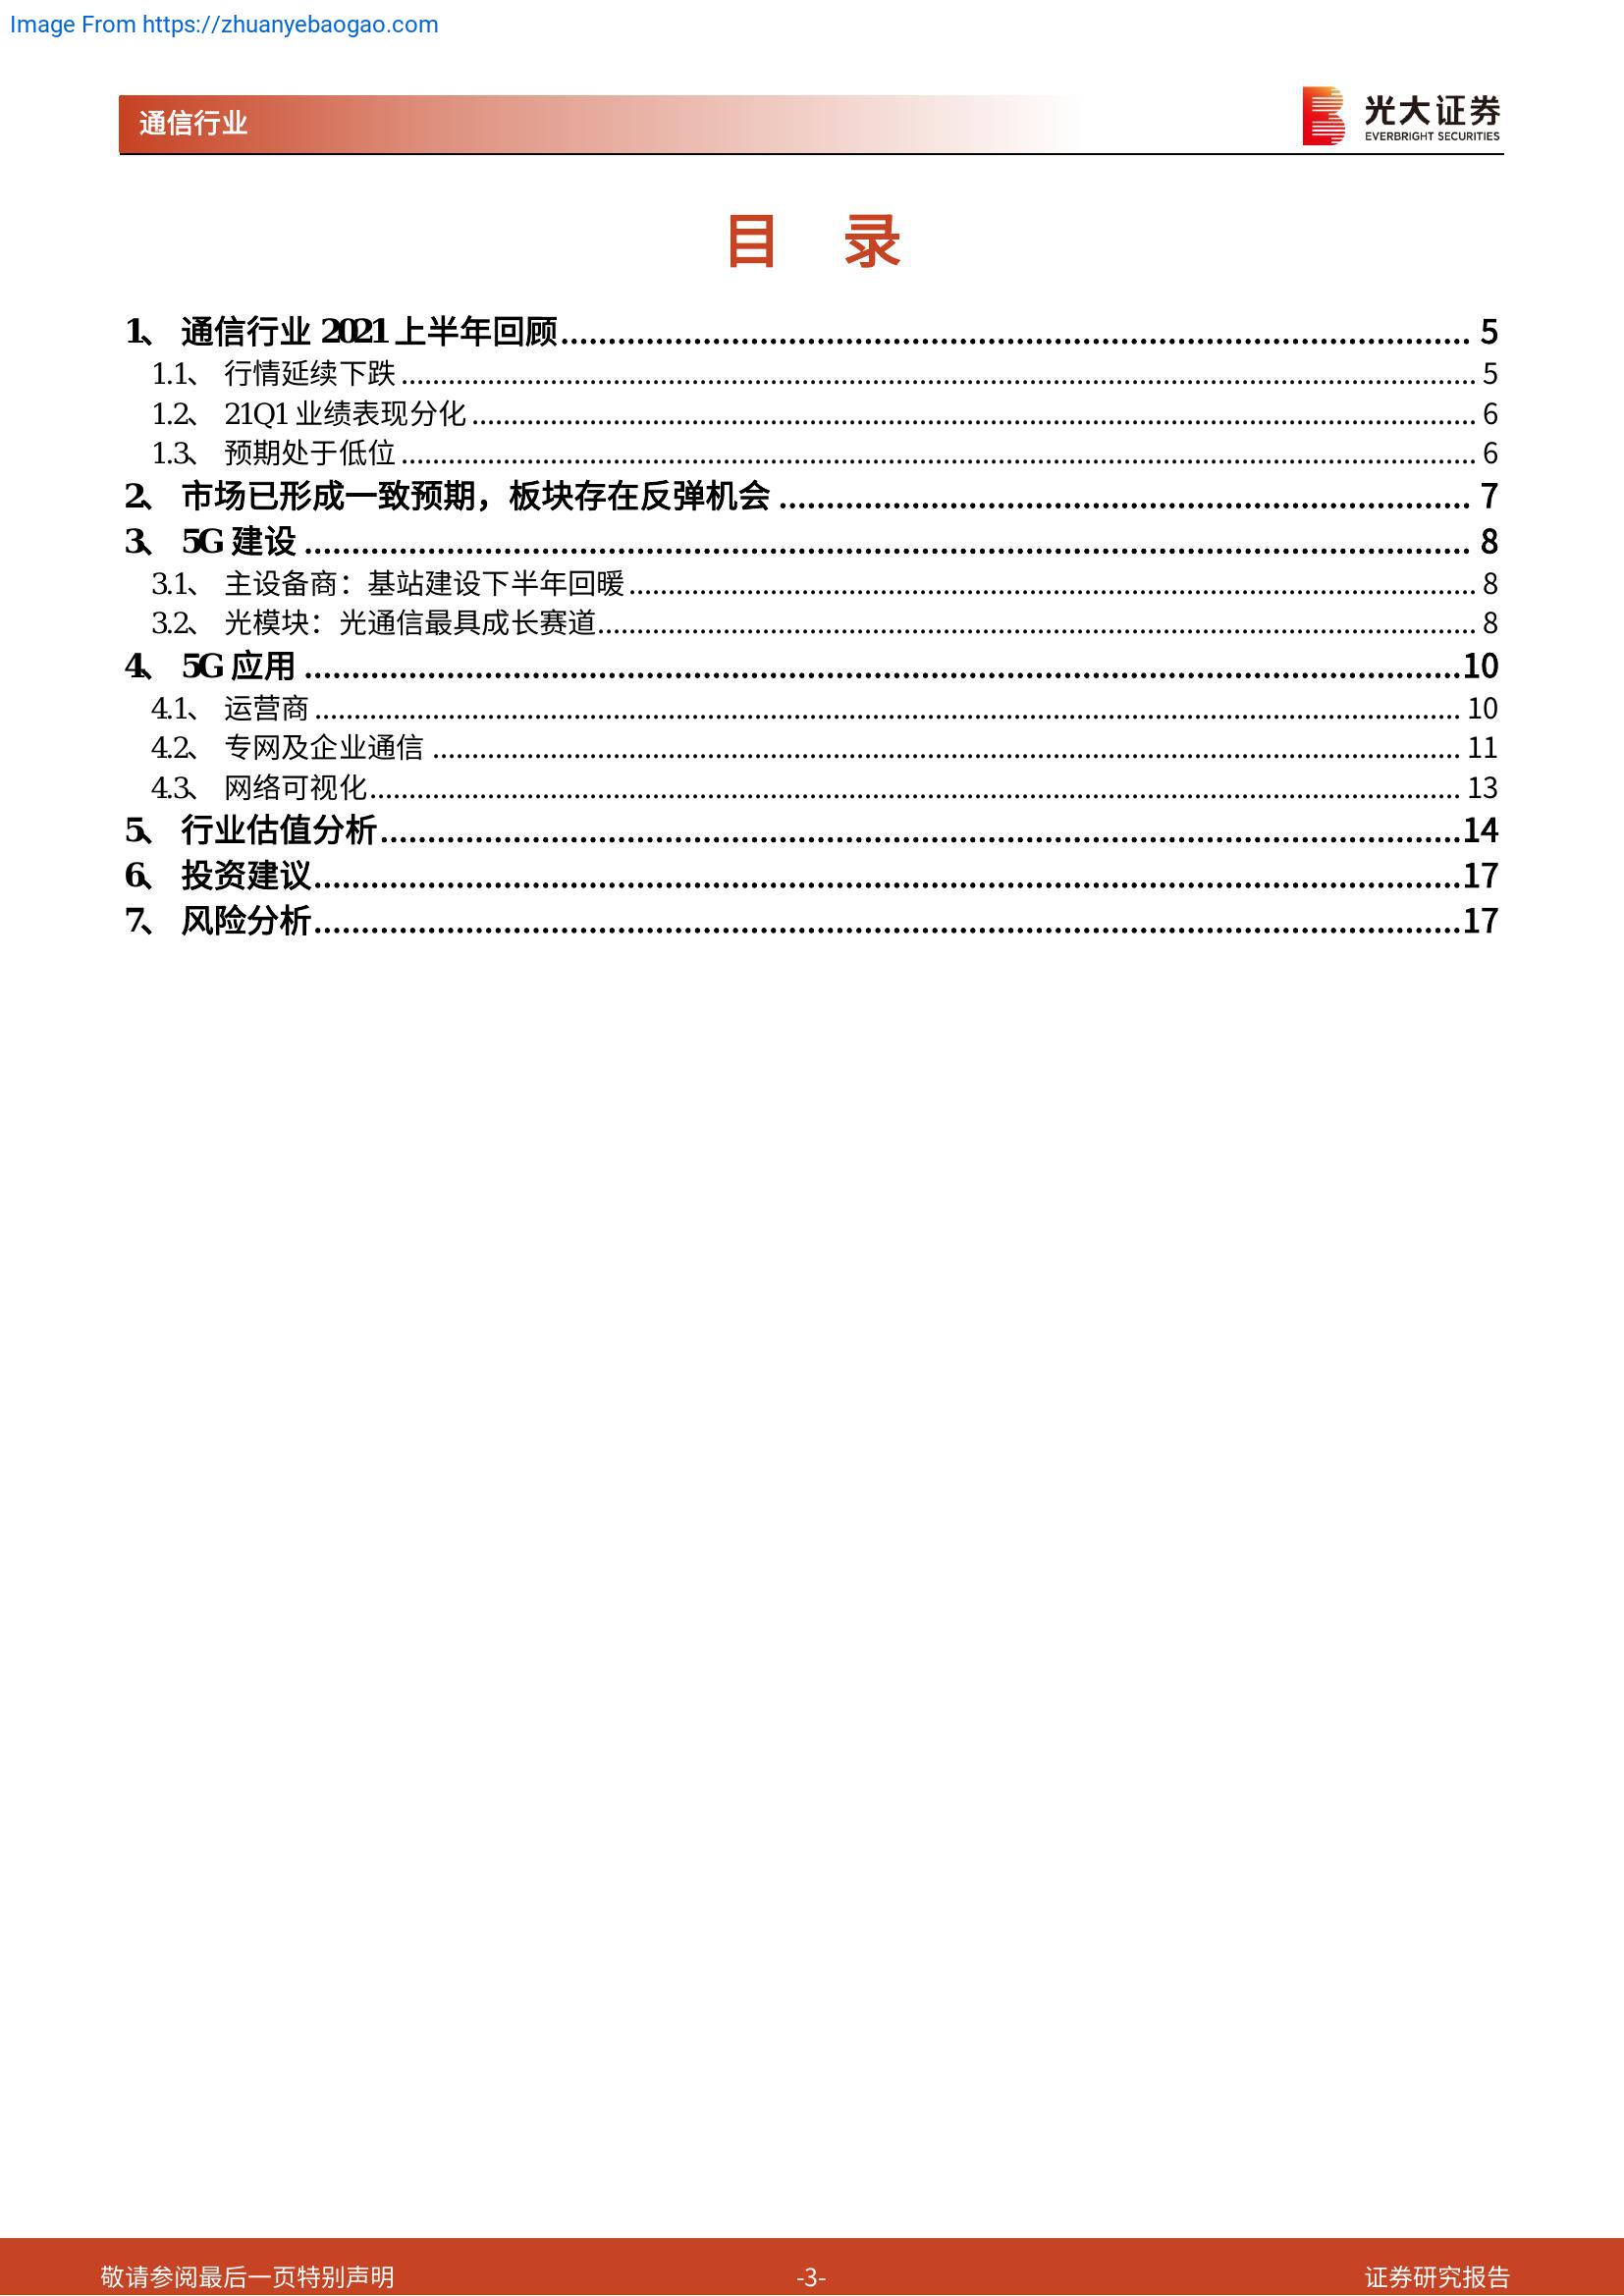 Image From https://zhuanyebaogao.com
通信行业
光大证券
EVERBRIGHT SECURITIES
目 录
1、 通信行业 2021 上半年回顾 5
1.1、 行情延续下跌 5
1.2、 21Q1 业绩表现分化 6
1.3、 预期处于低位 6
2、 市场已形成一致预期，板块存在反弹机会 7
3、 5G 建设 8
3.1、 主设备商：基站建设下半年回暖 8
3.2、 光模块：光通信最具成长赛道 8
4、 5G 应用 10
4.1、 运营商 10
4.2、 专网及企业通信 11
4.3、 网络可视化 13
5、 行业估值分析 14
6、 投资建议 17
7、 风险分析 17
敬请参阅最后一页特别声明 -3- 证券研究报告